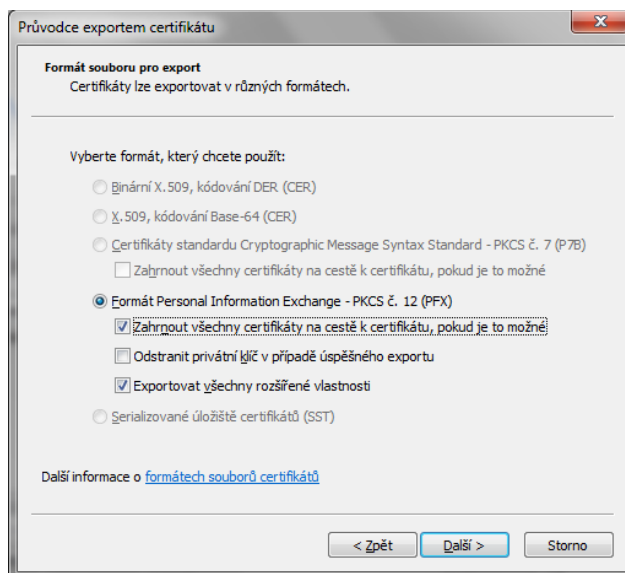 Průvodce exportem certifikátu
Formát souboru pro export
Certifikáty lze exportovat v různých formátech.
Vyberte formát, který chcete použít:
Binární X.509, kódování DER (CER)
X.509, kódování Base-64 (CER)
Certifikáty standardu Cryptographic Message Syntax Standard - PKCS č. 7 (P7B)
Zahrnout všechny certifikáty na cestě k certifikátu, pokud je to možné
Formát Personal Information Exchange - PKCS č. 12 (PFX)
Zahrnout všechny certifikáty na cestě k certifikátu, pokud je to možné
Odstranit privátní klíč v případě úspěšného exportu
Exportovat všechny rozšířené vlastnosti
Serializované úložiště certifikátů (SST)
Další informace o formátech souborů certifikátů
< Zpět Další > Storno